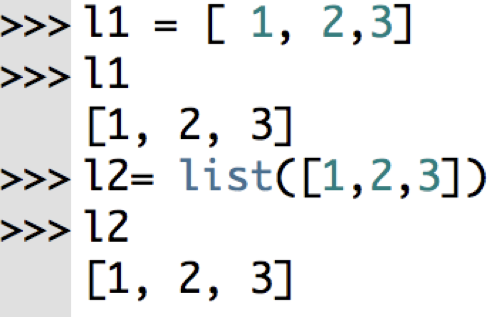 >>> l1 = [ 1, 2,3]
>>> l1
[1, 2, 3]
>>> l2= list([1,2,3])
>>> l2
[1, 2, 3]